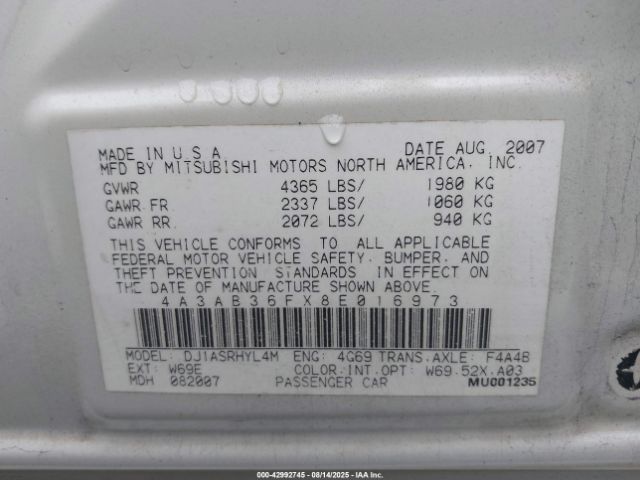 MADE IN U S A DATE AUG. 2007
MFD BY MITSUBISHI MOTORS NORTH AMERICA, INC.
GVWR 4365 LBS/ 1980 KG
GAWR FR 2337 LBS/ 1060 KG
GAWR RR 2072 LBS/ 940 KG
THIS VEHICLE CONFORMS TO ALL APPLICABLE
FEDERAL MOTOR VEHICLE SAFETY, BUMPER, AND
THEFT PREVENTION STANDARDS IN EFFECT ON
THE DATE OF MANUFACTURE SHOWN ABOVE.
4A3AB36FX8E016973
MODEL: DJ1ASRHYL4M ENG: 4G69 TRANS.AXLE: F4A4B
EXT: W69E COLOR.INT.OPT: W69.52X.A03
MDH 082007 PASSENGER CAR MU001235
000-42992745 - 08/14/2025 - © IAA Inc.